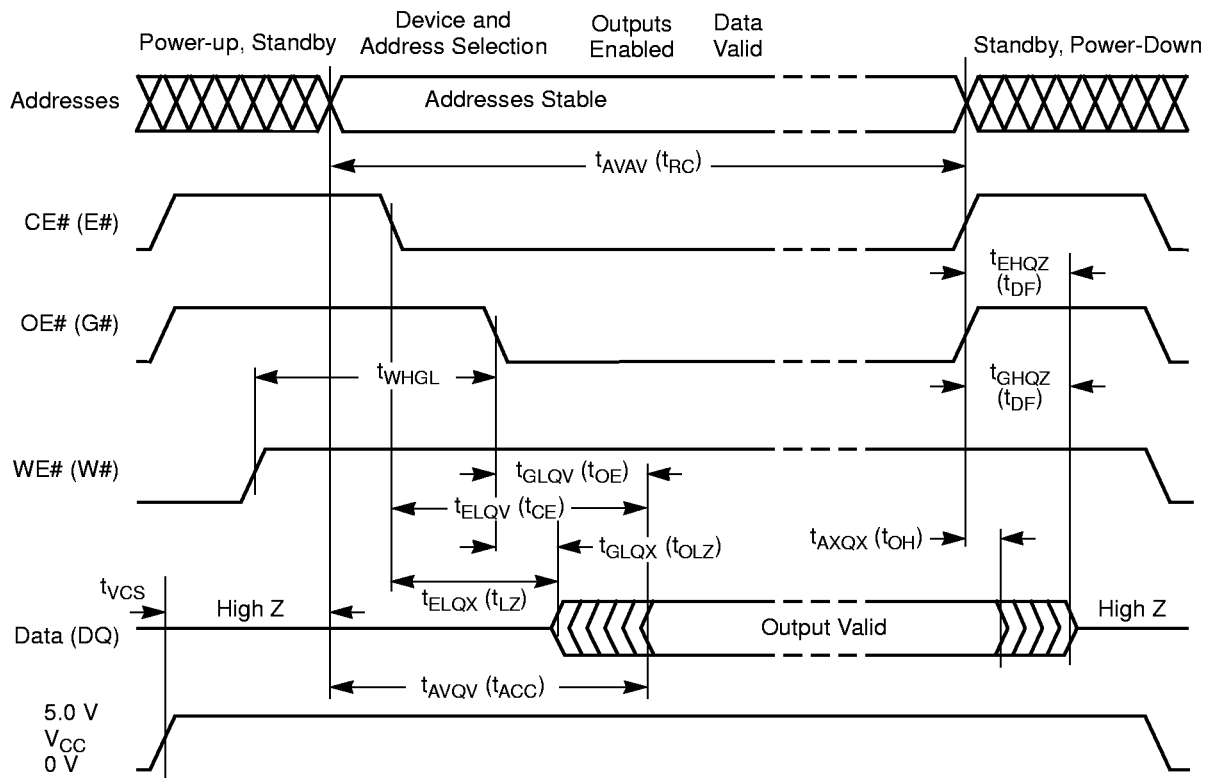 Power-up, Standby
Device and
Address Selection
Outputs
Enabled
Data
Valid
Standby, Power-Down
Addresses
Addresses Stable
tAVAV (tRC)
CE# (E#)
tEHQZ
(tDF)
OE# (G#)
tWHGL
tGHQZ
(tDF)
WE# (W#)
tGLQV (tOE)
tELQV (tCE)
tGLQX (tOLZ)
tAXQX (tOH)
tVCS
tELQX (tLZ)
High Z
High Z
Data (DQ)
Output Valid
tAVQV (tACC)
5.0 V
VCC
0 V